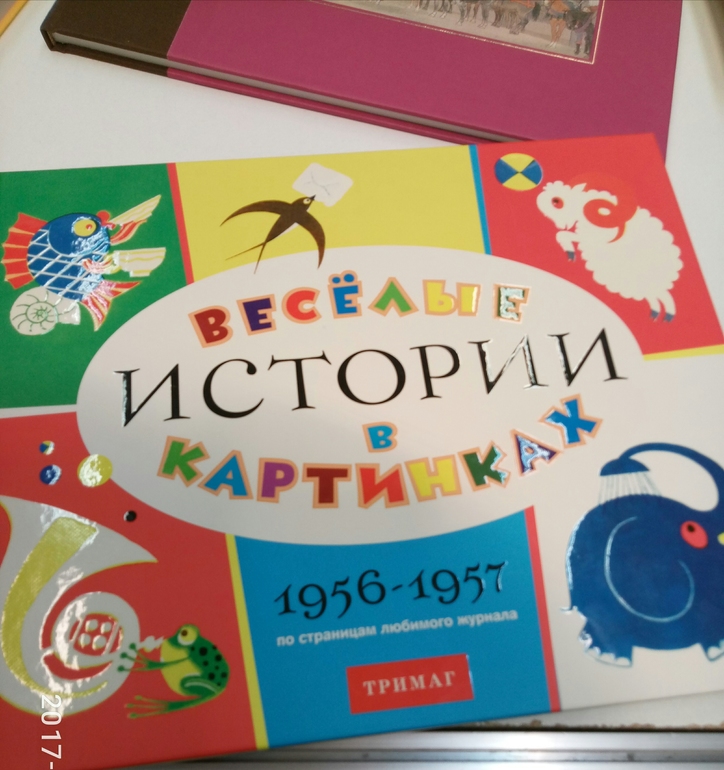 ВЕСЁЛЫЕ
ИСТОРИИ
В
КАРТИНКАХ
1956-1957
по страницам любимого журнала
ТРИМАГ
2017-